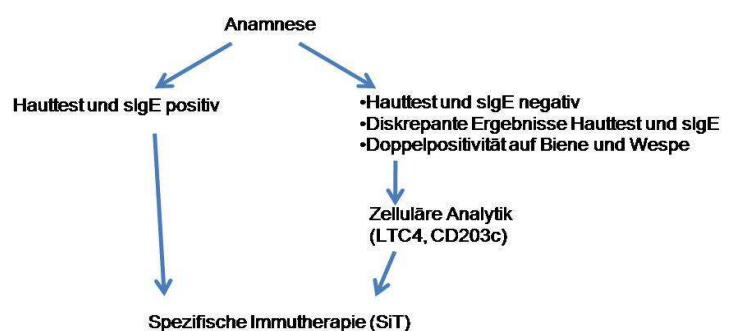 Anamnese
Hauttest und sIgE positiv
•Hauttest und sIgE negativ
•Diskrepante Ergebnisse Hauttest und sIgE
•Doppelpositivität auf Biene und Wespe
Zelluläre Analytik
(LTC4, CD203c)
Spezifische Immutherapie (SiT)